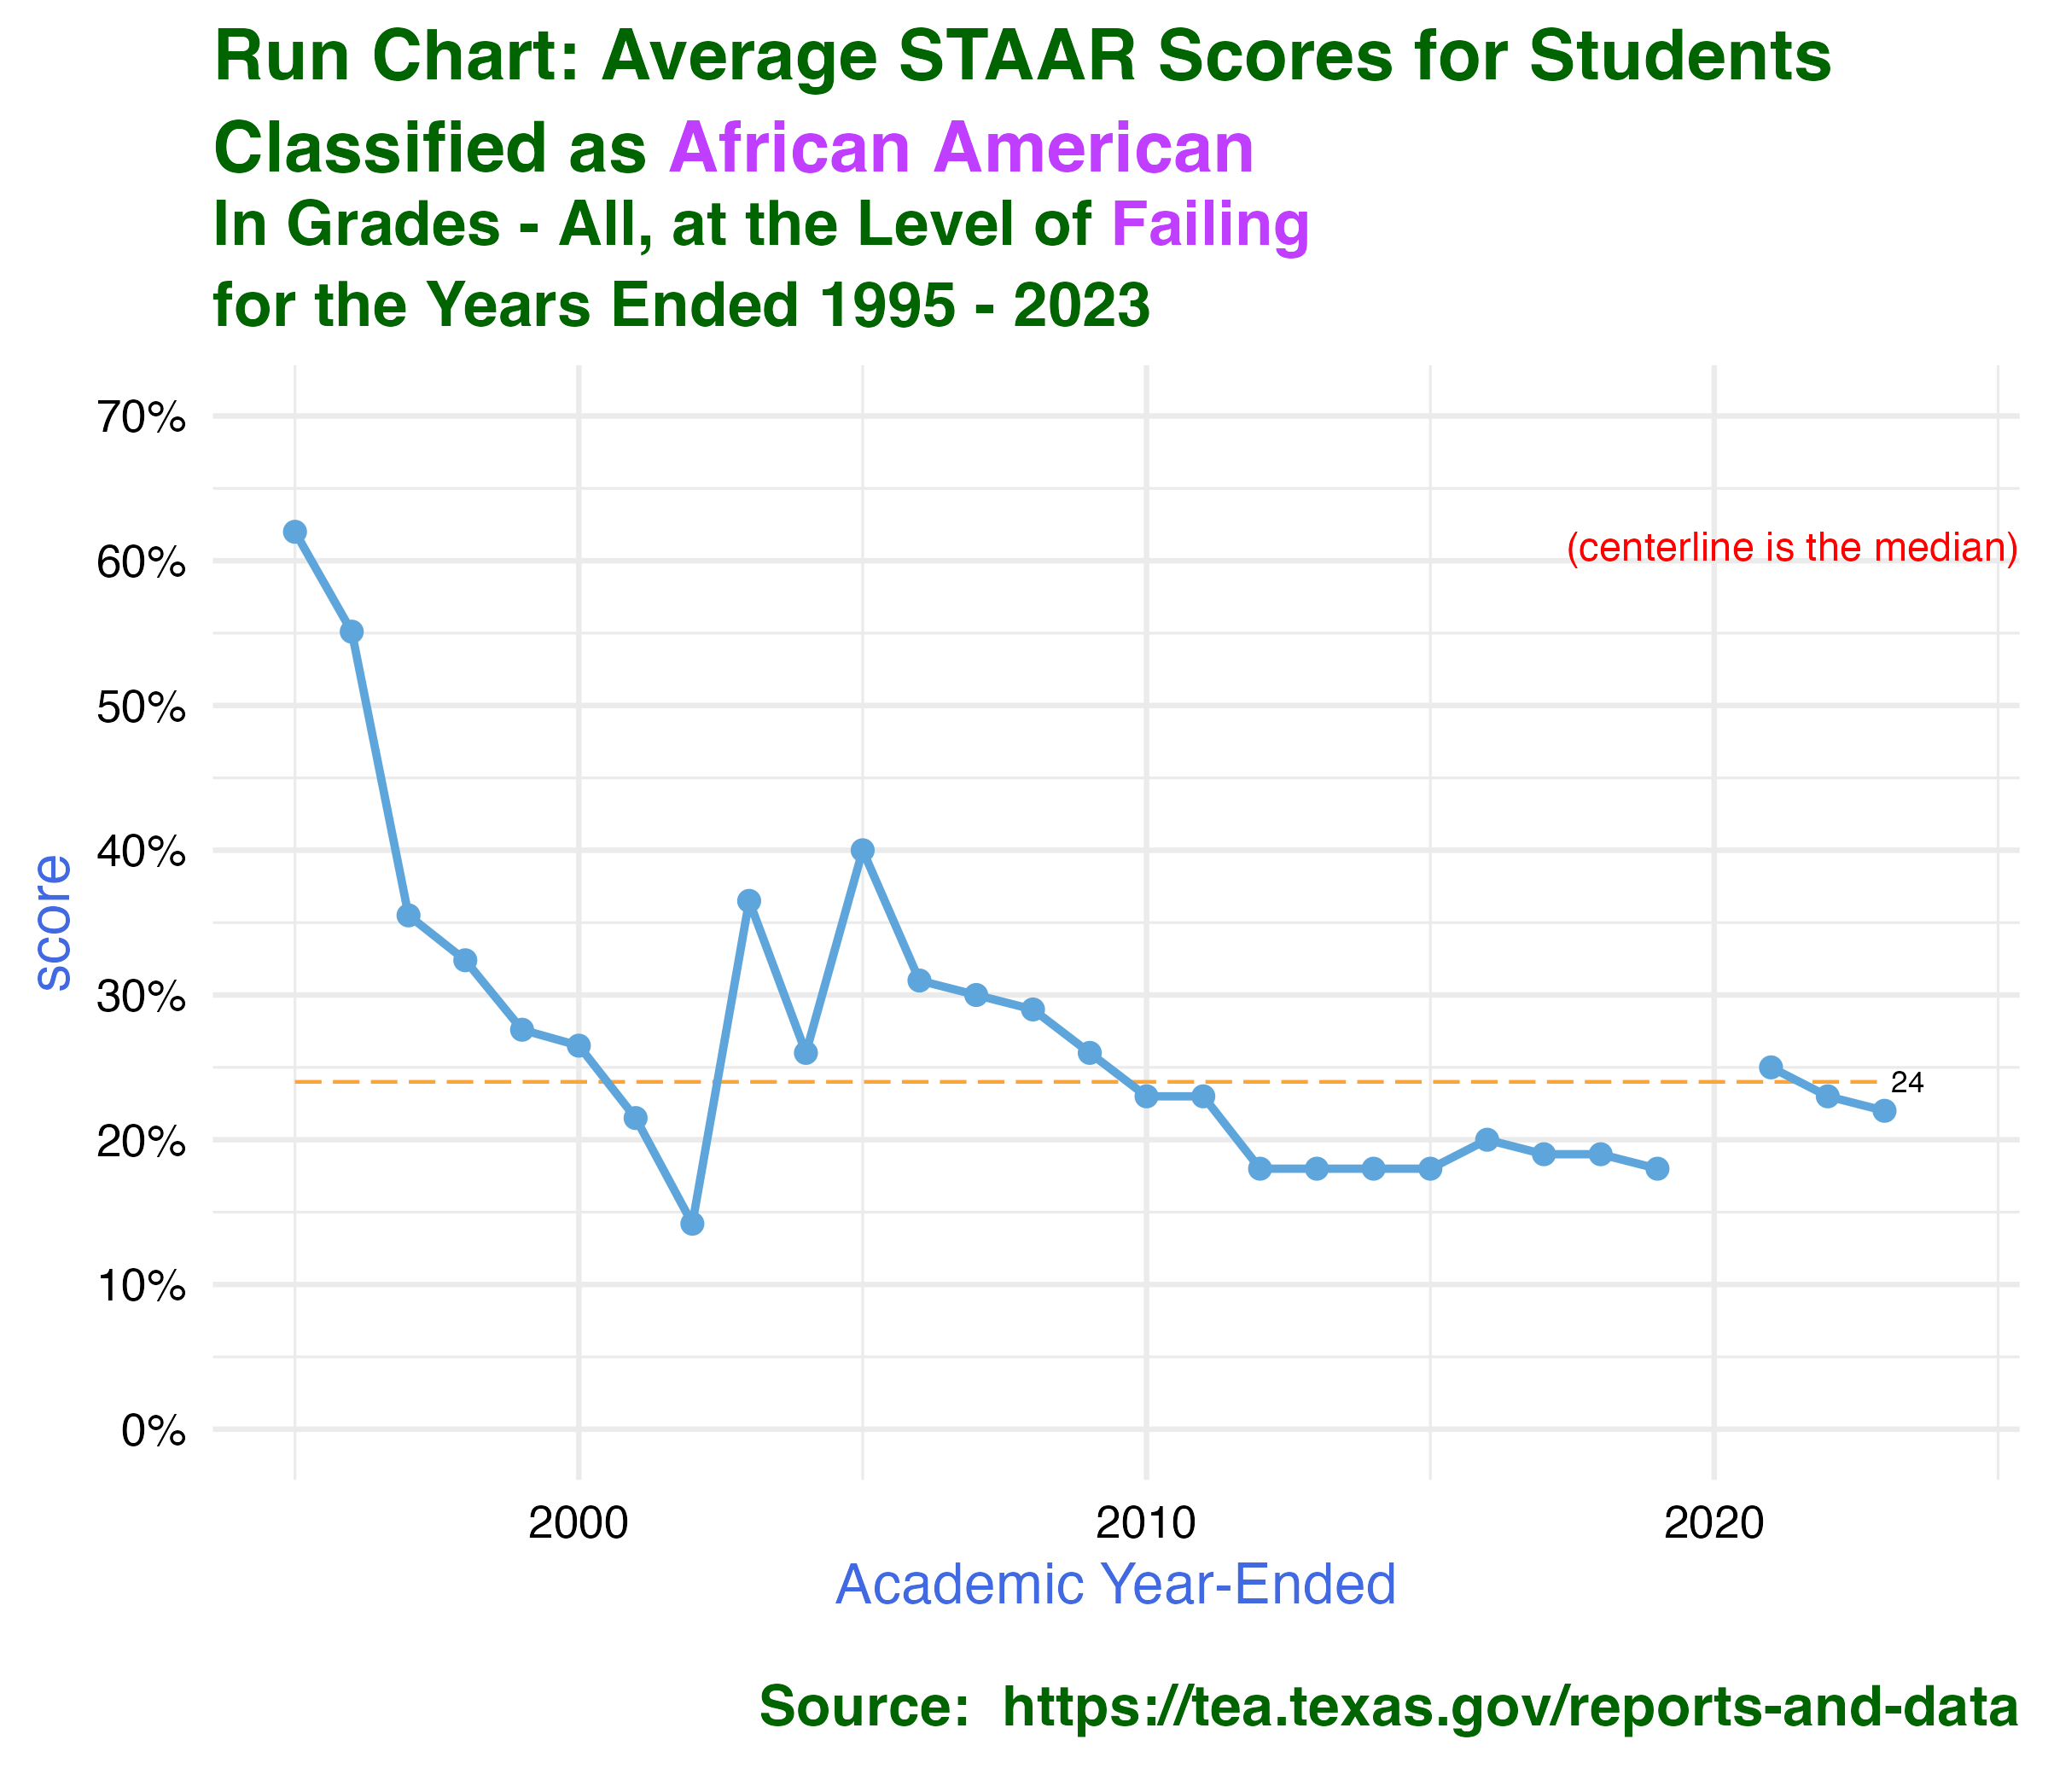 Run Chart: Average STAAR Scores for Students
Classified as African American
In Grades - All, at the Level of Failing
for the Years Ended 1995 - 2023
70%
(centerline is the median)
60%
50%
40%
score
30%
24
20%
10%
0%
2000 2010 2020
Academic Year-Ended
Source: https://tea.texas.gov/reports-and-data